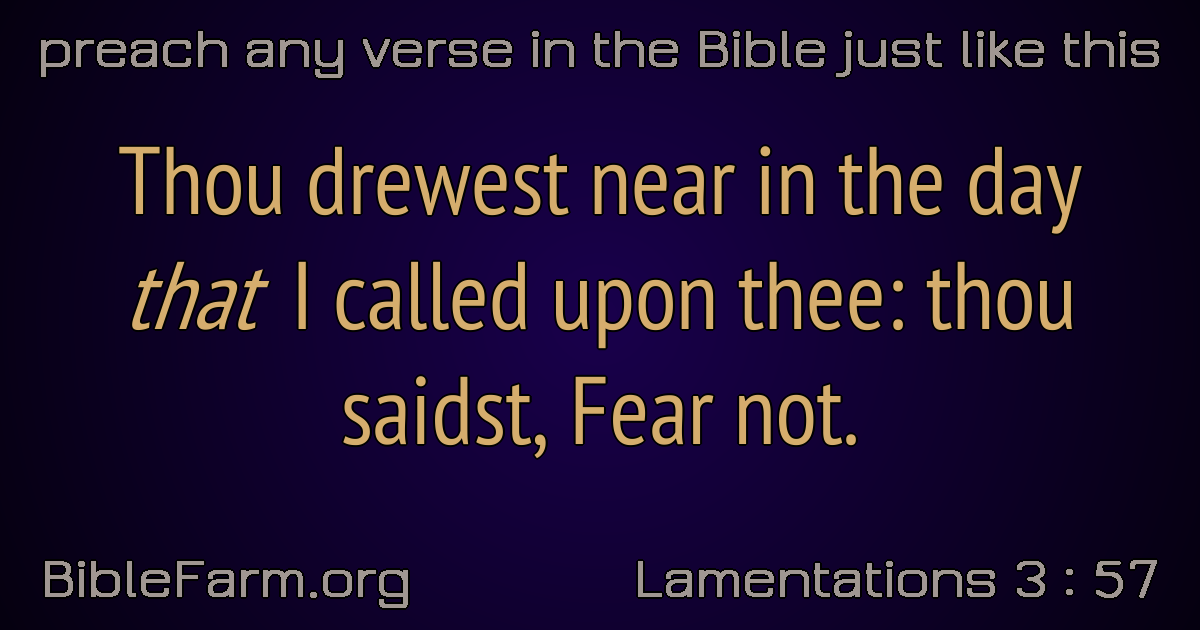 preach any verse in the Bible just like this
Thou drewest near in the day
that I called upon thee: thou
saidst, Fear not.
BibleFarm.org
Lamentations 3 : 57